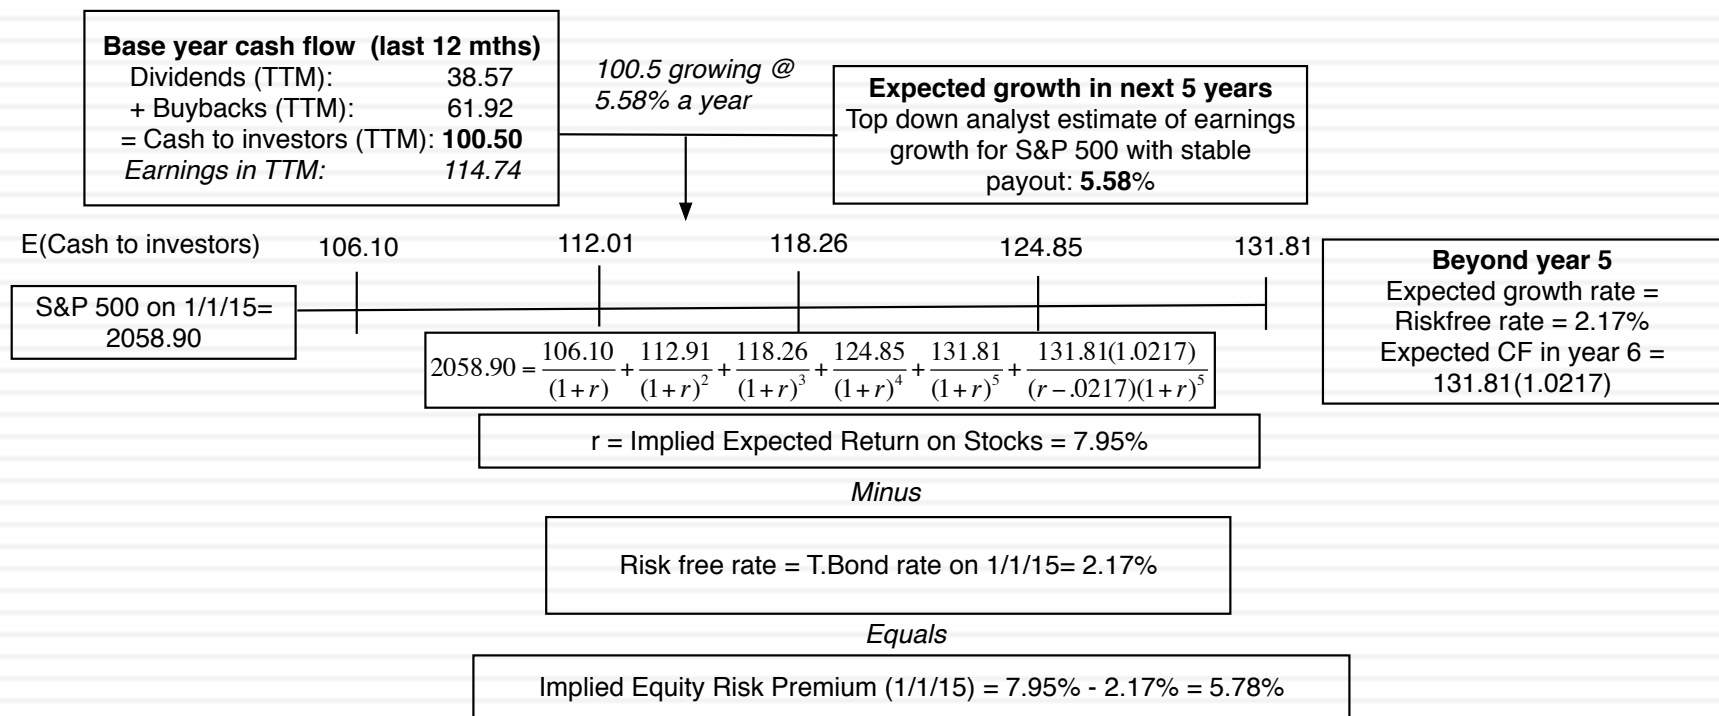 Base year cash flow (last 12 mths)
Dividends (TTM): 38.57
+ Buybacks (TTM): 61.92
= Cash to investors (TTM): 100.50
Earnings in TTM: 114.74
100.5 growing @
5.58% a year
Expected growth in next 5 years
Top down analyst estimate of earnings
growth for S&P 500 with stable
payout: 5.58%
E(Cash to investors) 106.10 112.01 118.26 124.85 131.81
S&P 500 on 1/1/15=
2058.90
Beyond year 5
Expected growth rate =
Riskfree rate = 2.17%
Expected CF in year 6 =
131.81(1.0217)
2058.90 = 106.10/(1+r) + 112.91/(1+r)^2 + 118.26/(1+r)^3 + 124.85/(1+r)^4 + 131.81/(1+r)^5 + 131.81(1.0217)/(r-.0217)(1+r)^5
r = Implied Expected Return on Stocks = 7.95%
Minus
Risk free rate = T.Bond rate on 1/1/15= 2.17%
Equals
Implied Equity Risk Premium (1/1/15) = 7.95% - 2.17% = 5.78%